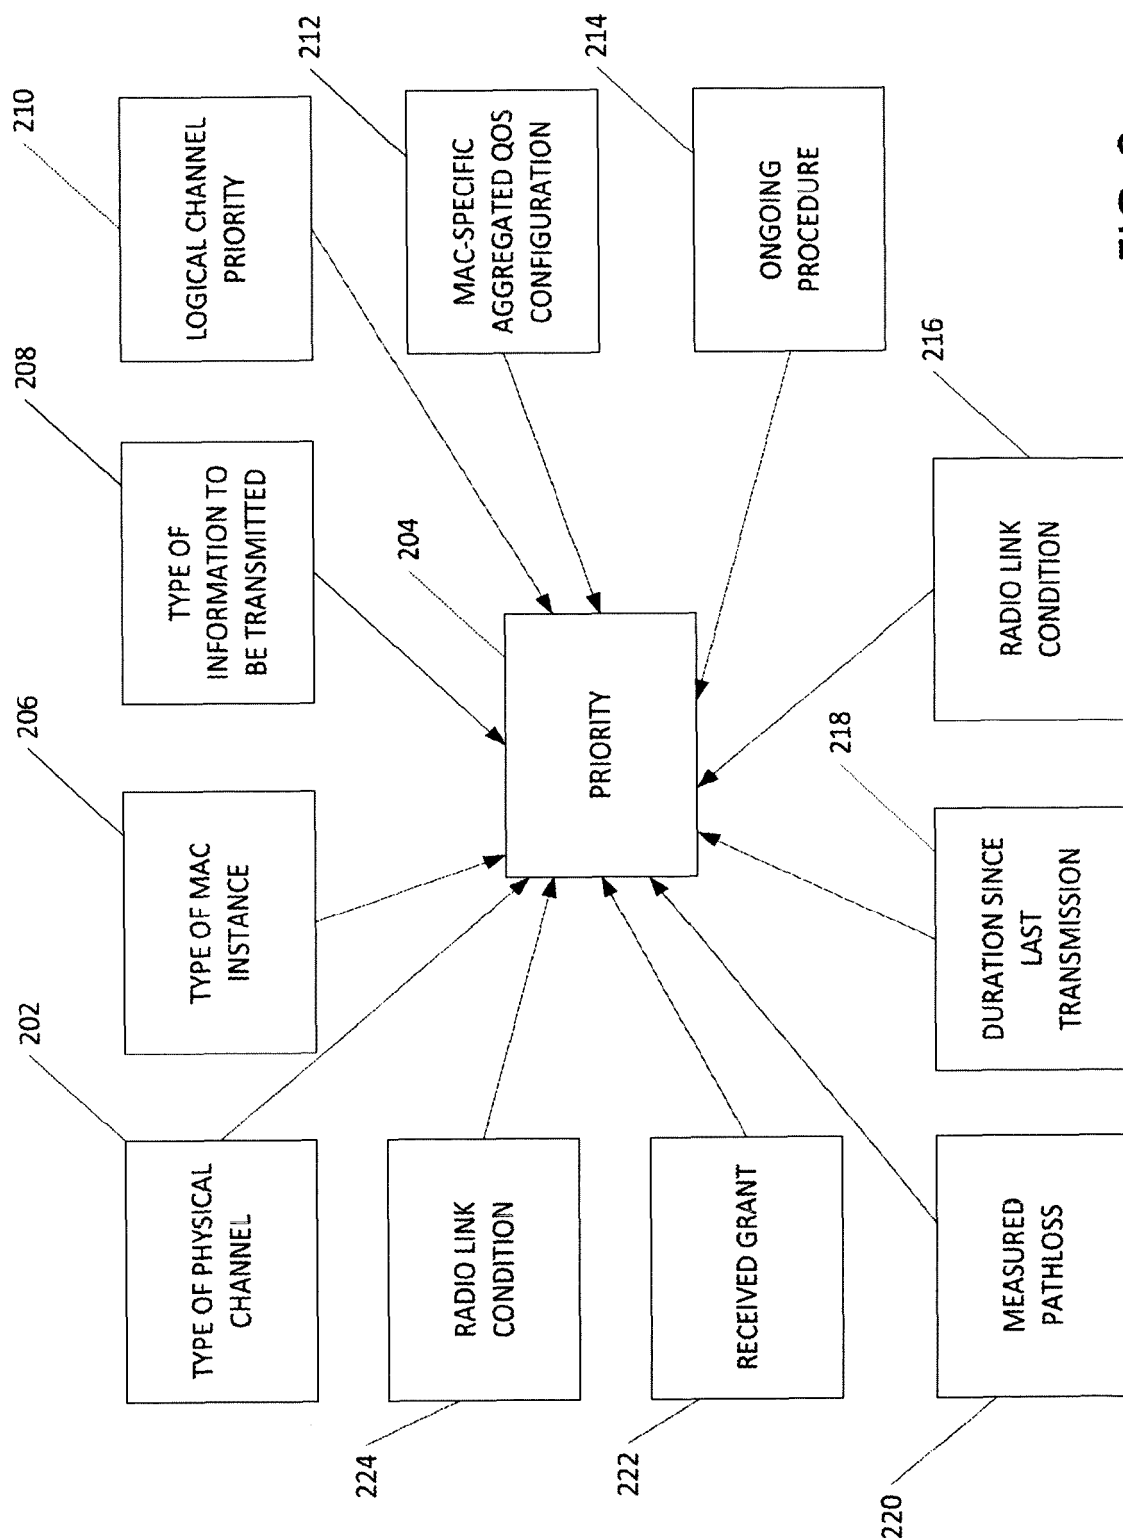 202
206
208
210
TYPE OF PHYSICAL
CHANNEL
TYPE OF MAC
INSTANCE
TYPE OF
INFORMATION TO
BE TRANSMITTED
LOGICAL CHANNEL
PRIORITY
224
204
212
RADIO LINK
CONDITION
PRIORITY
MAC-SPECIFIC
AGGREGATED QOS
CONFIGURATION
222
214
RECEIVED GRANT
ONGOING
PROCEDURE
220
218
216
MEASURED
PATHLOSS
DURATION SINCE
LAST
TRANSMISSION
RADIO LINK
CONDITION